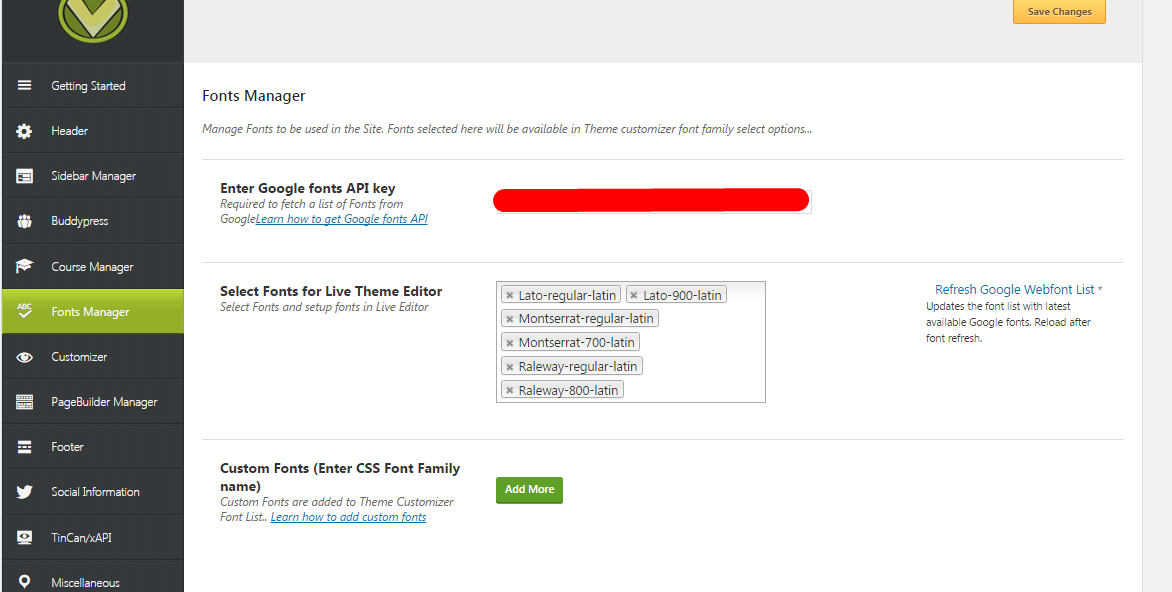 Save Changes
Getting Started
Header
Sidebar Manager
Buddypress
Course Manager
ABC
Fonts Manager
Customizer
PageBuilder Manager
Footer
Social Information
TinCan/xAPI
Miscellaneous
Fonts Manager
Manage Fonts to be used in the Site. Fonts selected here will be available in Theme customizer font family select options...
Enter Google fonts API key
Required to fetch a list of Fonts from
GoogleLearn how to get Google fonts API
Select Fonts for Live Theme Editor
Select Fonts and setup fonts in Live Editor
× Lato-regular-latin × Lato-900-latin
× Montserrat-regular-latin
× Montserrat-700-latin
× Raleway-regular-latin
× Raleway-800-latin
Refresh Google Webfont List *
Updates the font list with latest
available Google fonts. Reload after
font refresh.
Custom Fonts (Enter CSS Font Family
name)
Custom Fonts are added to Theme Customizer
Font List.. Learn how to add custom fonts
Add More